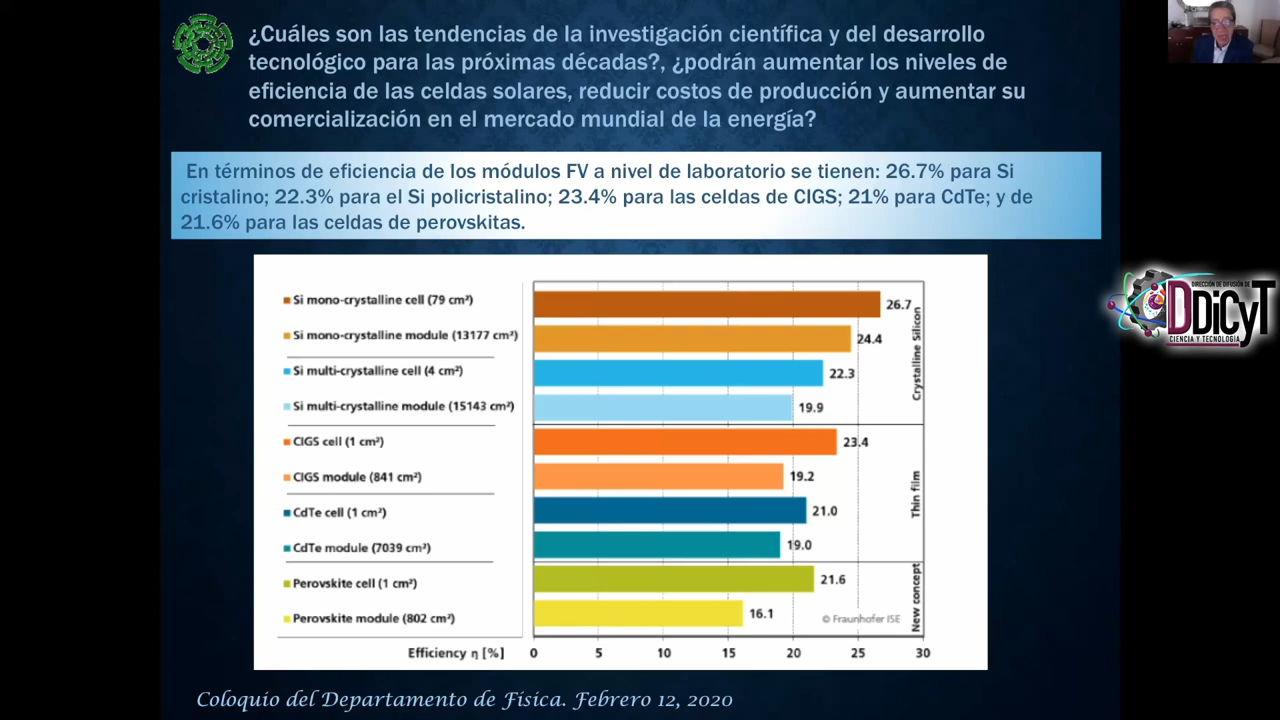 ¿Cuáles son las tendencias de la investigación científica y del desarrollo
tecnológico para las próximas décadas?, ¿podrán aumentar los niveles de
eficiencia de las celdas solares, reducir costos de producción y aumentar su
comercialización en el mercado mundial de la energía?
En términos de eficiencia de los módulos FV a nivel de laboratorio se tienen: 26.7% para Si
cristalino; 22.3% para el Si policristalino; 23.4% para las celdas de CIGS; 21% para CdTe; y de
21.6% para las celdas de perovskitas.
Si mono-crystalline cell (79 cm²) 26.7
Si mono-crystalline module (13177 cm²) 24.4
Si multi-crystalline cell (4 cm²) 22.3
Si multi-crystalline module (15143 cm²) 19.9
Crystalline Silicon
CIGS cell (1 cm²) 23.4
CIGS module (841 cm²) 19.2
CdTe cell (1 cm²) 21.0
CdTe module (7039 cm²) 19.0
Thin film
Perovskite cell (1 cm²) 21.6
Perovskite module (802 cm²) 16.1
New concept
© Fraunhofer ISE
Efficiency η [%] 0 5 10 15 20 25 30
DIRECCIÓN DE DIFUSIÓN DE
DDiCyT
CIENCIA Y TECNOLOGÍA
Coloquio del Departamento de Física. Febrero 12, 2020